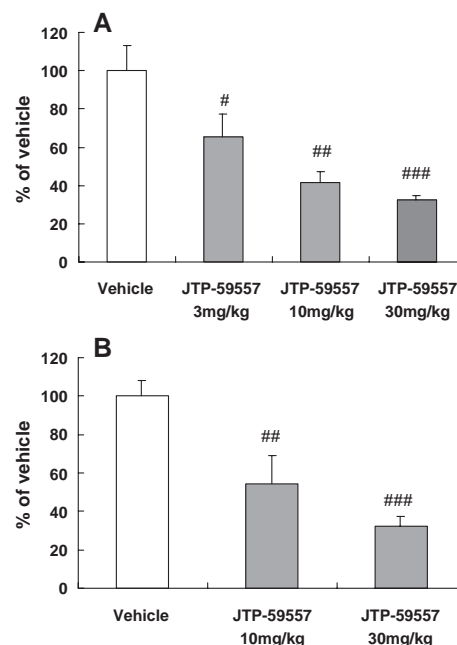 A
% of vehicle
120
100
80
60
40
20
0
#
##
###
Vehicle JTP-59557 JTP-59557 JTP-59557
3mg/kg 10mg/kg 30mg/kg
B
% of vehicle
120
100
80
60
40
20
0
##
###
Vehicle JTP-59557 JTP-59557
10mg/kg 30mg/kg